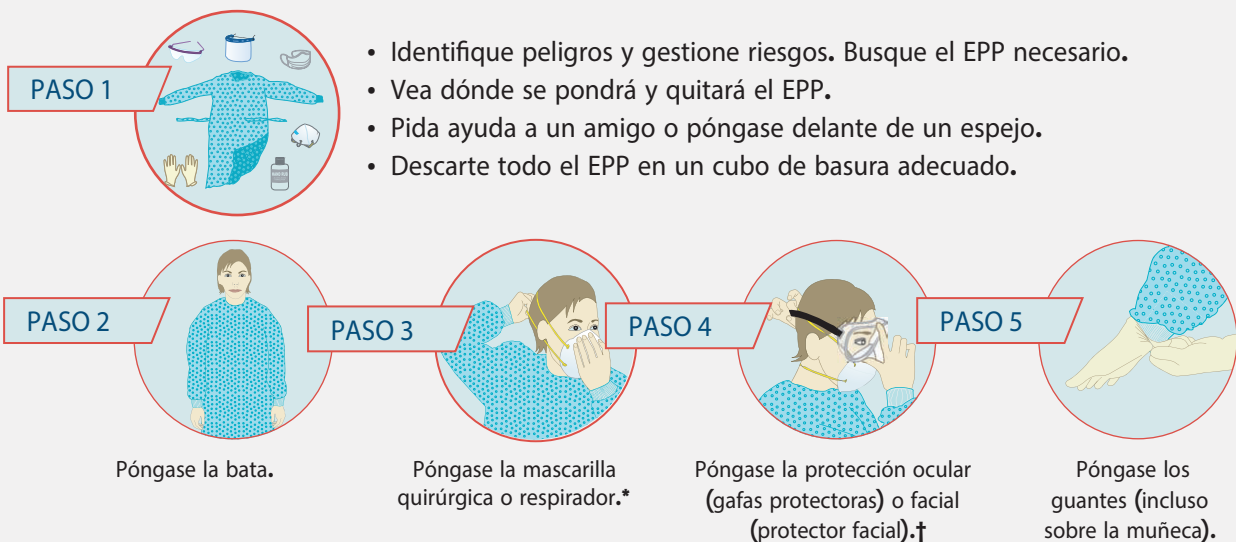 PASO 1
• Identifique peligros y gestione riesgos. Busque el EPP necesario.
• Vea dónde se pondrá y quitará el EPP.
• Pida ayuda a un amigo o póngase delante de un espejo.
• Descarte todo el EPP en un cubo de basura adecuado.
PASO 2
Póngase la bata.
PASO 3
Póngase la mascarilla
quirúrgica o respirador.*
PASO 4
Póngase la protección ocular
(gafas protectoras) o facial
(protector facial).†
PASO 5
Póngase los
guantes (incluso
sobre la muñeca).